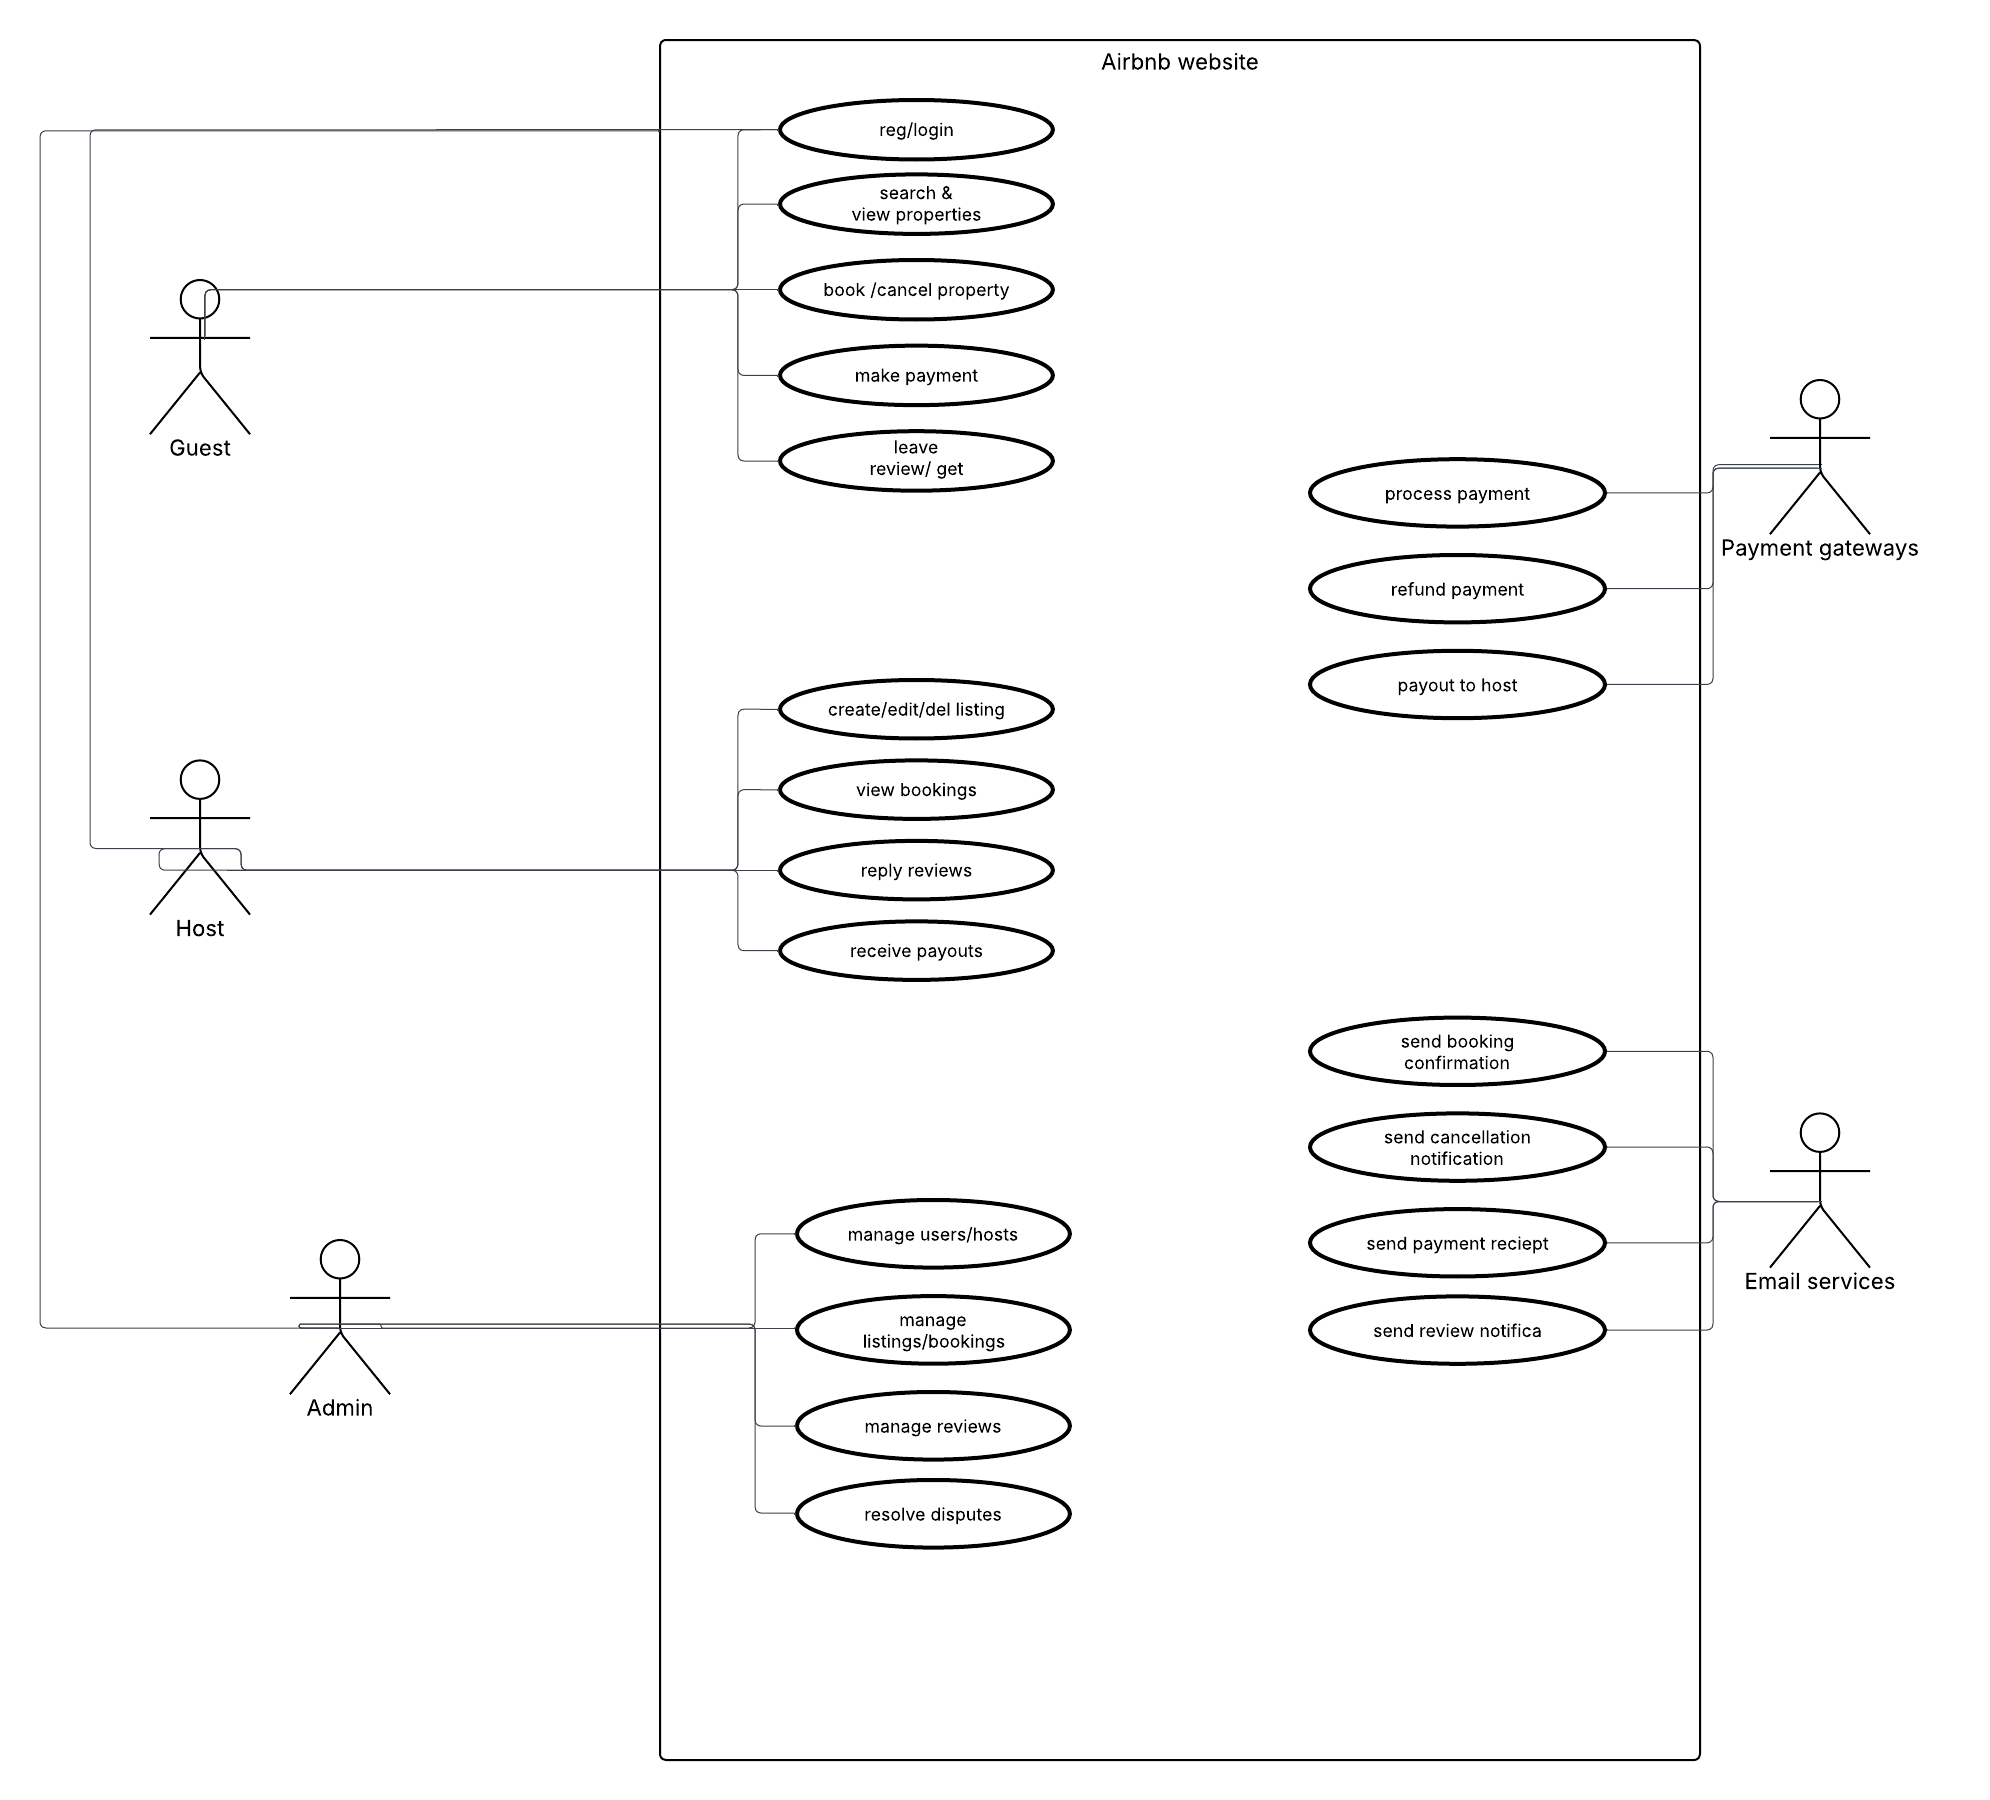 Airbnb website
reg/login
search &
view properties
book /cancel property
make payment
leave
review/ get
Guest
process payment
refund payment
payout to host
Payment gateways
create/edit/del listing
view bookings
reply reviews
receive payouts
Host
send booking
confirmation
send cancellation
notification
send payment reciept
send review notifica
Email services
manage users/hosts
manage
listings/bookings
manage reviews
resolve disputes
Admin